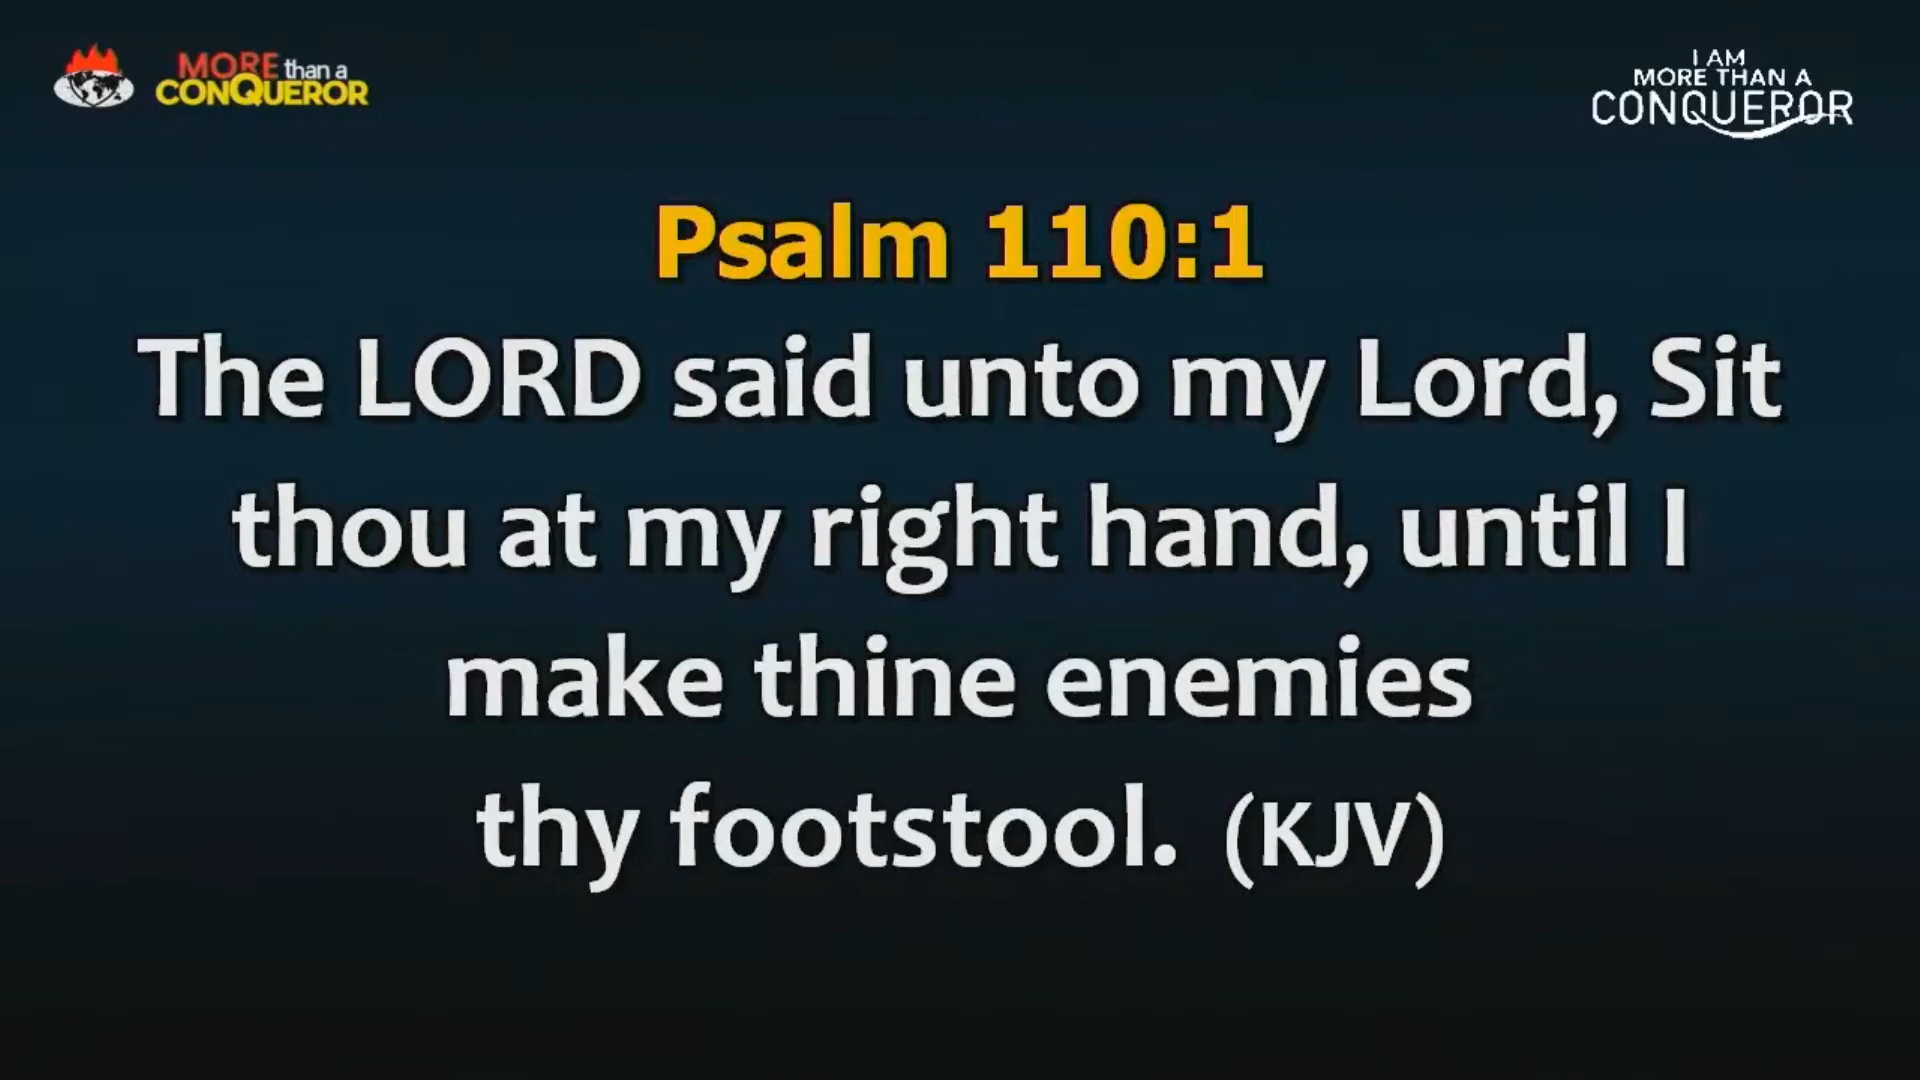 MORE than a
CONQUEROR
I AM
MORE THAN A
CONQUEROR
Psalm 110:1
The LORD said unto my Lord, Sit
thou at my right hand, until I
make thine enemies
thy footstool. (KJV)